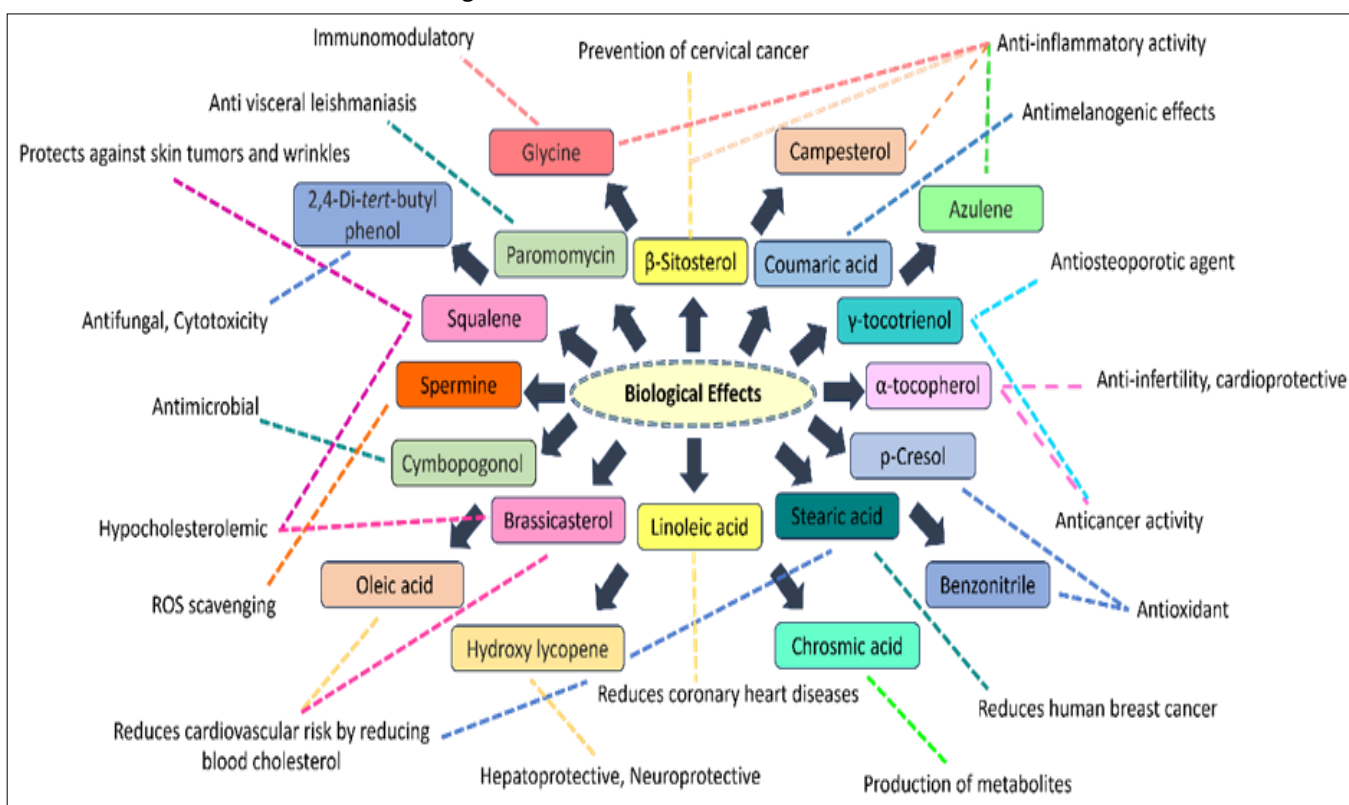 Immunomodulatory
Prevention of cervical cancer
Anti-inflammatory activity
Anti visceral leishmaniasis
Antimelanogenic effects
Protects against skin tumors and wrinkles
Glycine
Campesterol
2,4-Di-tert-butyl
phenol
Azulene
Paromomycin
β-Sitosterol
Coumaric acid
Antiosteoporotic agent
Antifungal, Cytotoxicity
Squalene
γ-tocotrienol
Spermine
Biological Effects
α-tocopherol
Anti-infertility, cardioprotective
Antimicrobial
Cymbopogonol
p-Cresol
Hypocholesterolemic
Brassicasterol
Linoleic acid
Stearic acid
Anticancer activity
ROS scavenging
Oleic acid
Benzonitrile
Antioxidant
Hydroxy lycopene
Chrosmic acid
Reduces coronary heart diseases
Reduces human breast cancer
Reduces cardiovascular risk by reducing
blood cholesterol
Hepatoprotective, Neuroprotective
Production of metabolites